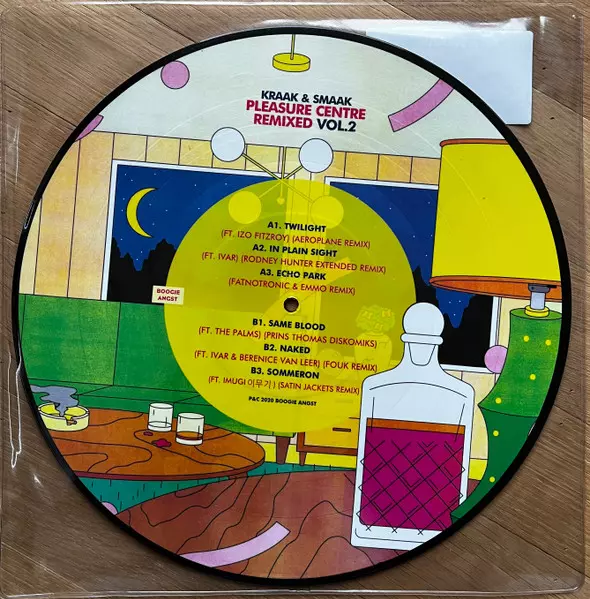 KRAAK & SMAAK
PLEASURE CENTRE
REMIXED VOL.2
A1. TWILIGHT
(FT. IZO FITZROY) (AEROPLANE REMIX)
A2. IN PLAIN SIGHT
(FT. IVAR) (RODNEY HUNTER EXTENDED REMIX)
A3. ECHO PARK
(FATNOTRONIC & EMMO REMIX)
BOOGIE
ANGST
B1. SAME BLOOD
(FT. THE PALMS) (PRINS THOMAS DISKOMIKS)
B2. NAKED
(FT. IVAR & BERENICE VAN LEER) (FOUK REMIX)
B3. SOMMERON
(FT. IMUGI 이무기) (SATIN JACKETS REMIX)
P&C 2020 BOOGIE ANGST